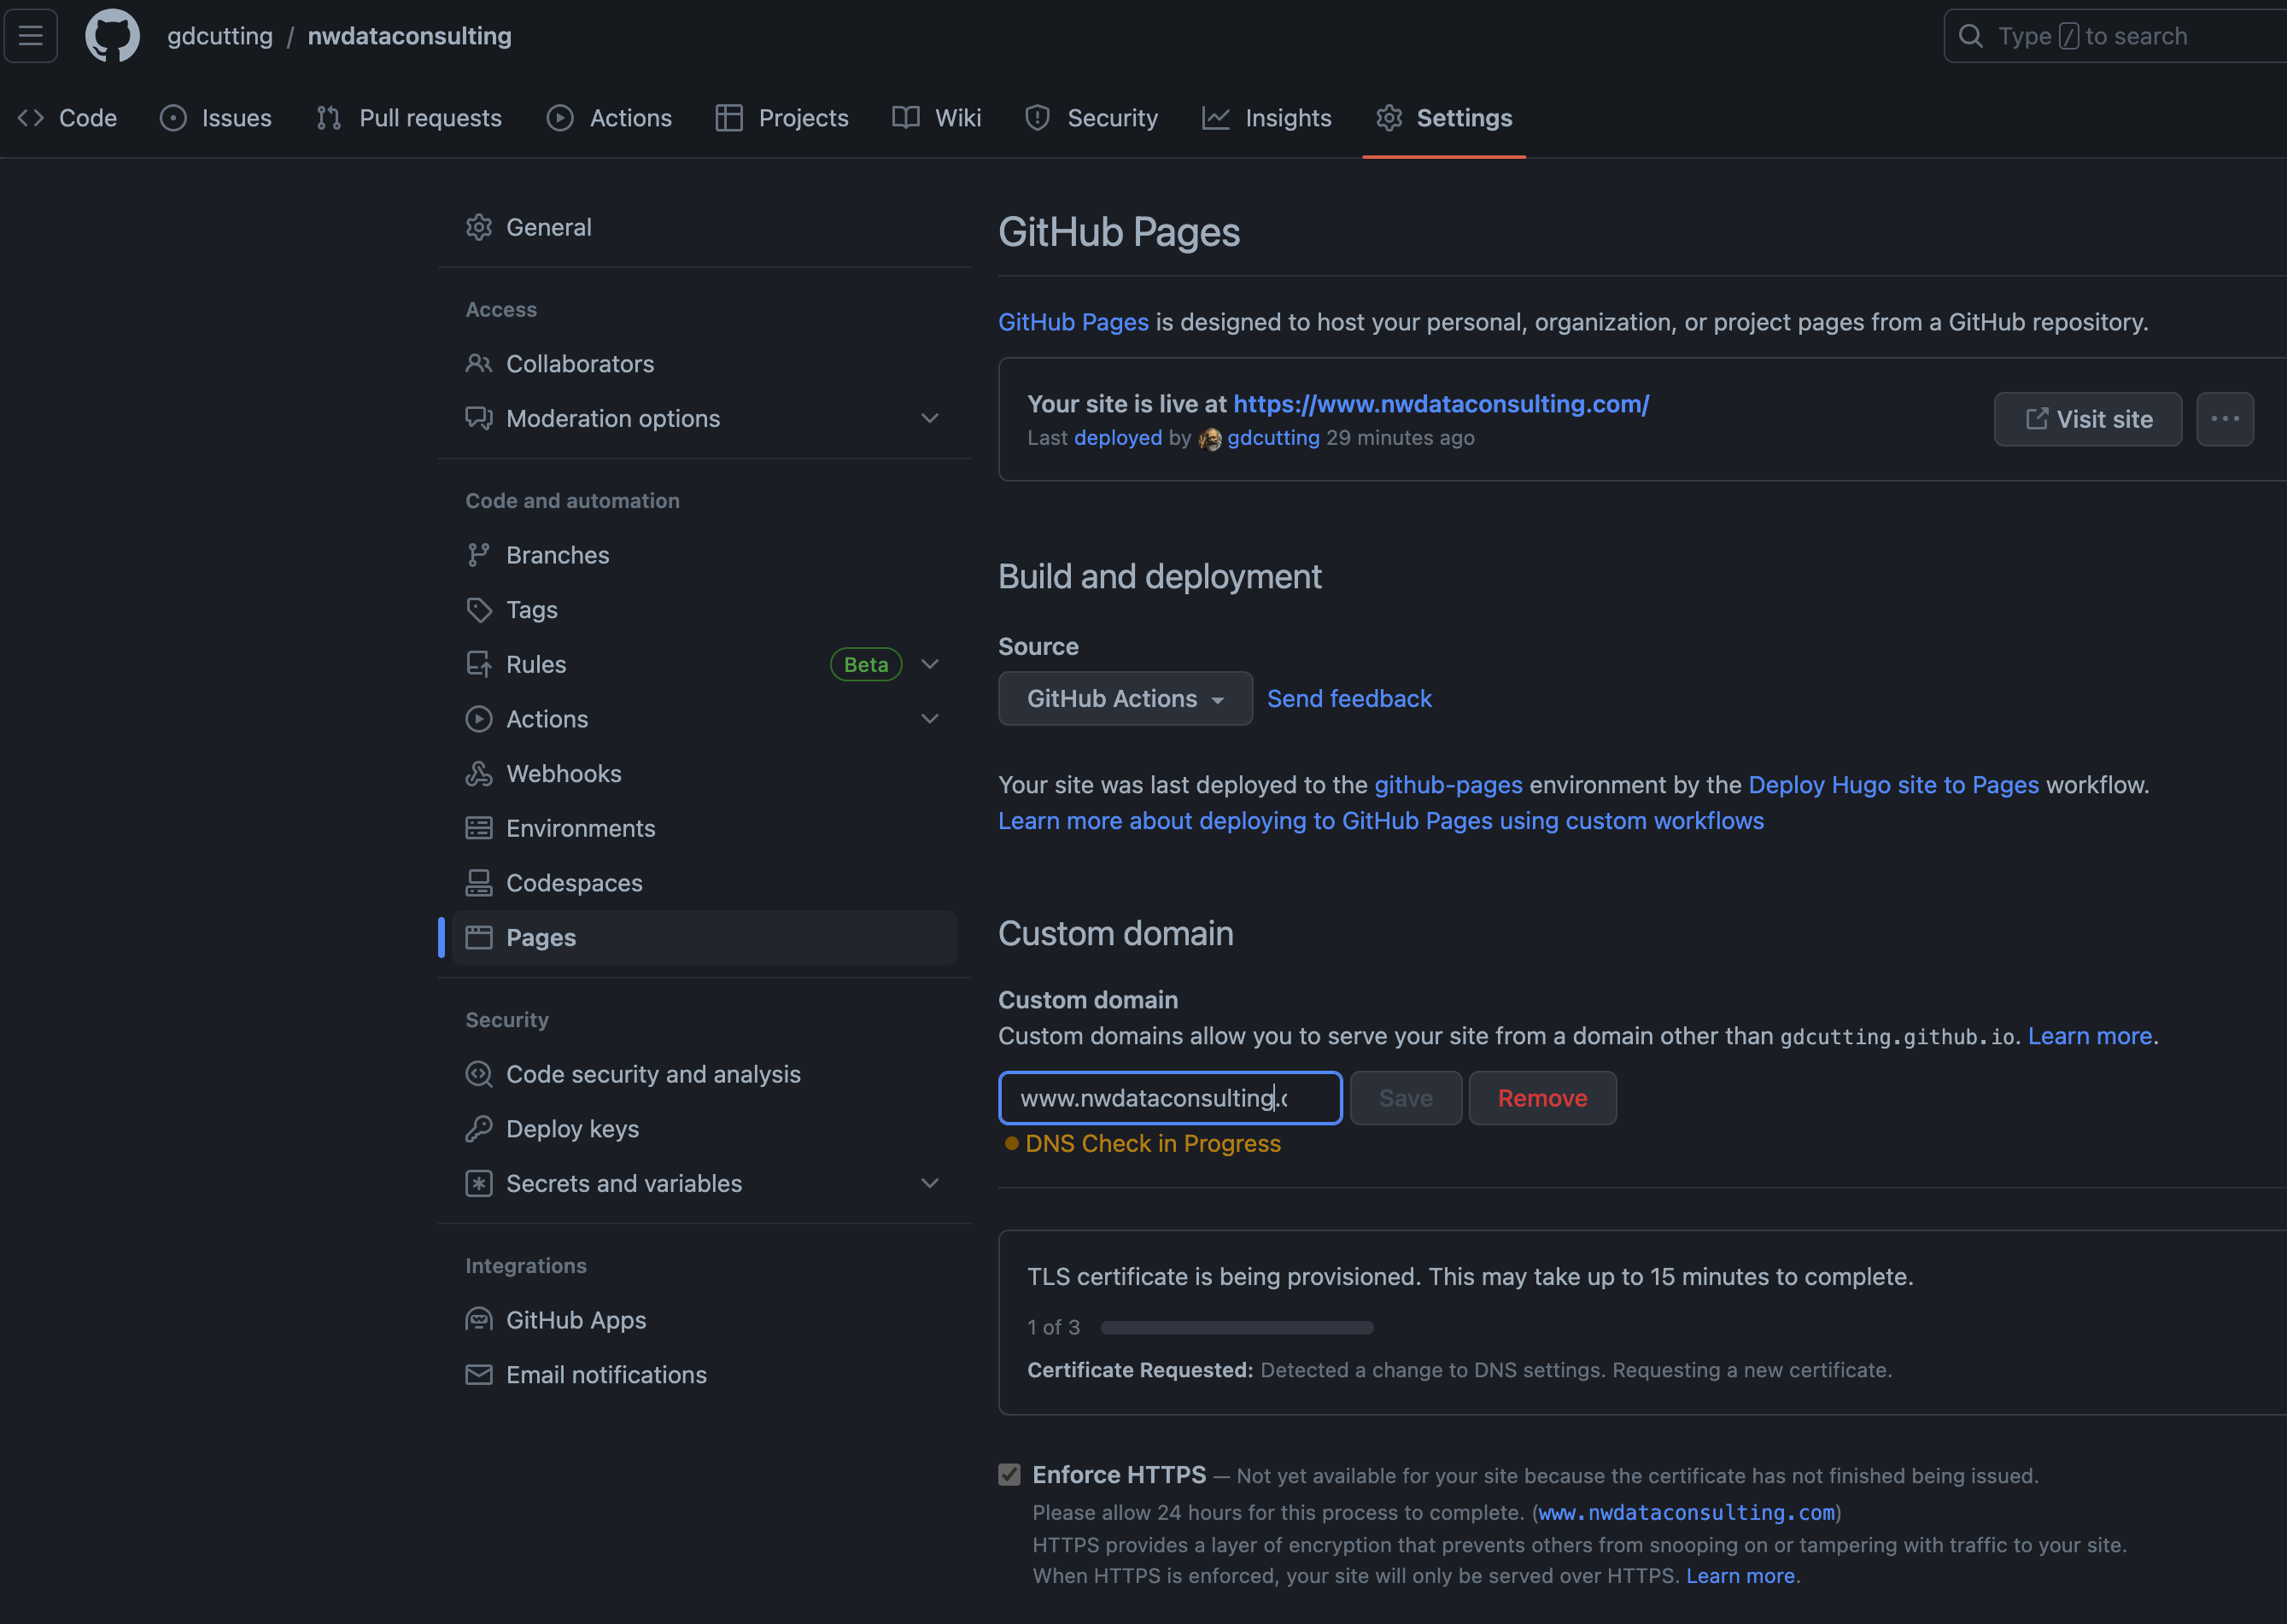 gdcutting / nwdataconsulting
Type / to search
Code
Issues
Pull requests
Actions
Projects
Wiki
Security
Insights
Settings
General
Access
Collaborators
Moderation options
Code and automation
Branches
Tags
Rules
Beta
Actions
Webhooks
Environments
Codespaces
Pages
Security
Code security and analysis
Deploy keys
Secrets and variables
Integrations
GitHub Apps
Email notifications
GitHub Pages
GitHub Pages is designed to host your personal, organization, or project pages from a GitHub repository.
Your site is live at https://www.nwdataconsulting.com/
Last deployed by gdcutting 29 minutes ago
Visit site
Build and deployment
Source
GitHub Actions
Send feedback
Your site was last deployed to the github-pages environment by the Deploy Hugo site to Pages workflow.
Learn more about deploying to GitHub Pages using custom workflows
Custom domain
Custom domain
Custom domains allow you to serve your site from a domain other than gdcutting.github.io. Learn more.
www.nwdataconsulting.c
Save
Remove
DNS Check in Progress
TLS certificate is being provisioned. This may take up to 15 minutes to complete.
1 of 3
Certificate Requested: Detected a change to DNS settings. Requesting a new certificate.
Enforce HTTPS — Not yet available for your site because the certificate has not finished being issued.
Please allow 24 hours for this process to complete. (www.nwdataconsulting.com)
HTTPS provides a layer of encryption that prevents others from snooping on or tampering with traffic to your site.
When HTTPS is enforced, your site will only be served over HTTPS. Learn more.